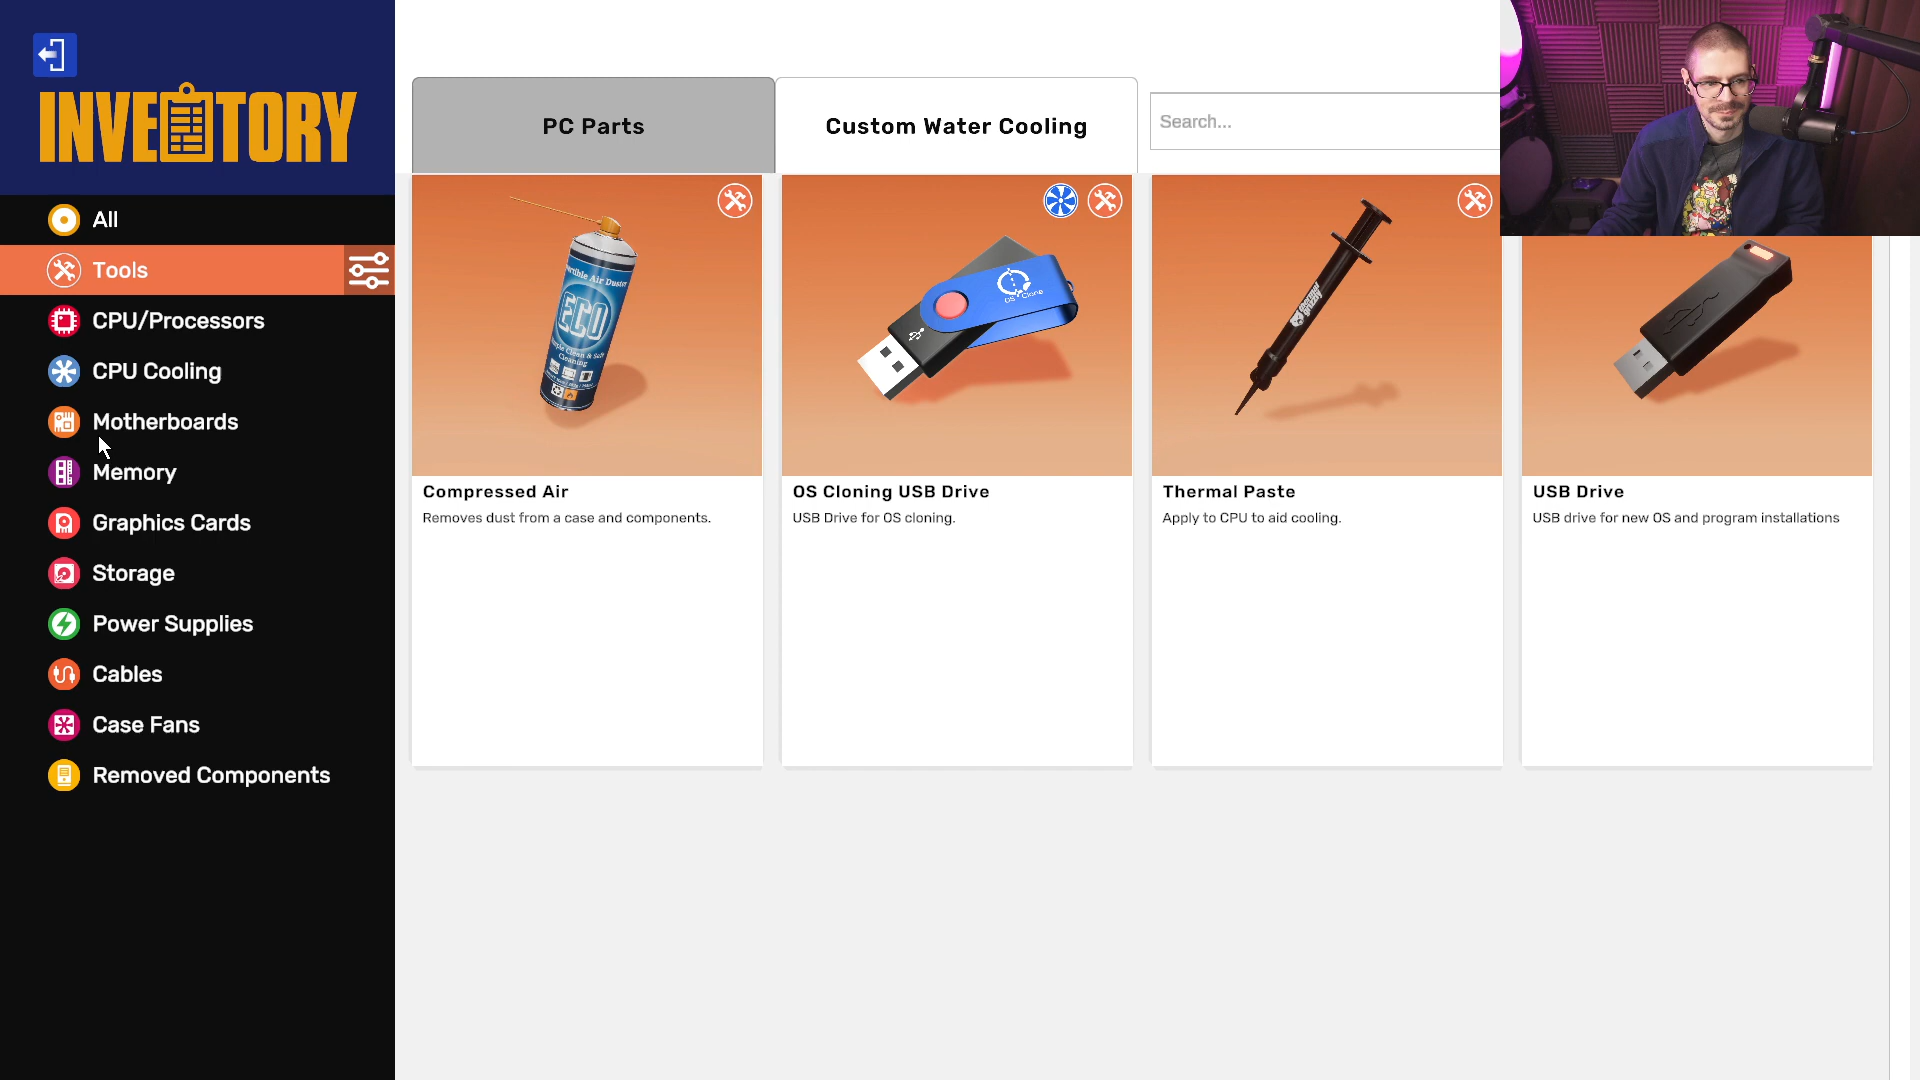 INVENTORY
PC Parts
Custom Water Cooling
Search...
All
Tools
CPU/Processors
CPU Cooling
Motherboards
Memory
Graphics Cards
Storage
Power Supplies
Cables
Case Fans
Removed Components
ECO
OS Clone
Compressed Air
Removes dust from a case and components.
OS Cloning USB Drive
USB Drive for OS cloning.
Thermal Paste
Apply to CPU to aid cooling.
USB Drive
USB drive for new OS and program installations